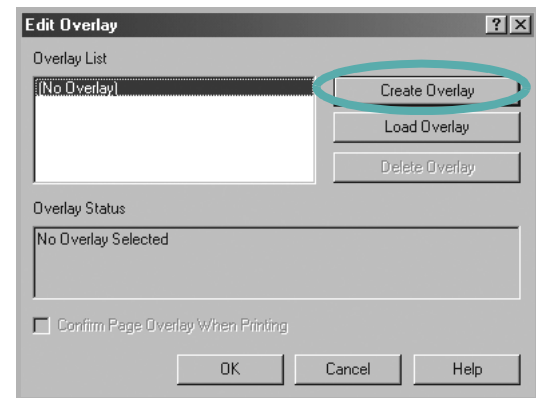 Edit Overlay
Overlay List
(No Overlay)
Create Overlay
Load Overlay
Delete Overlay
Overlay Status
No Overlay Selected
Confirm Page Overlay When Printing
OK Cancel Help